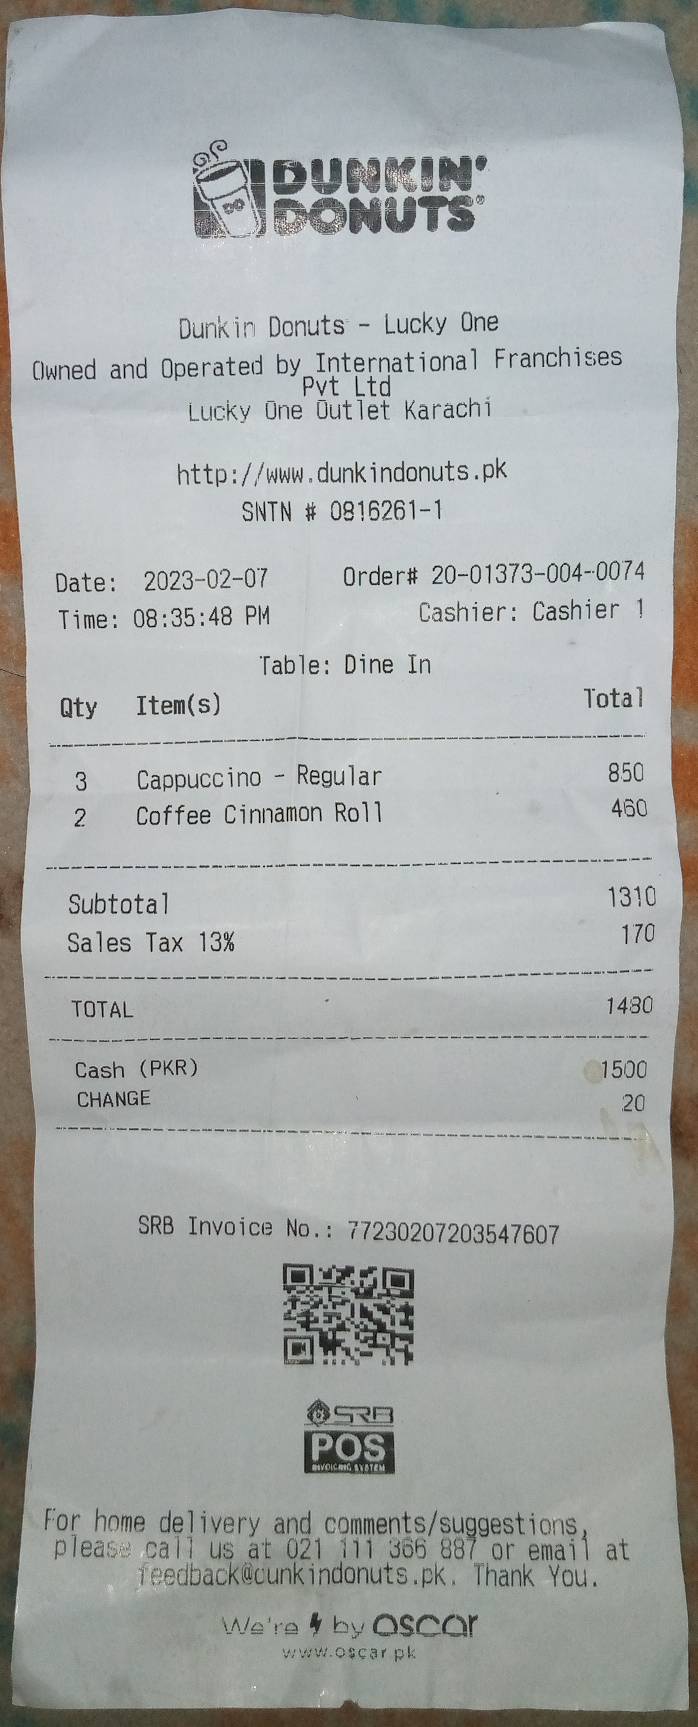 DUNKIN'
DONUTS®
Dunkin Donuts - Lucky One
Owned and Operated by International Franchises
Pvt Ltd
Lucky One Outlet Karachi
http://www.dunkindonuts.pk
SNTN # 0816261-1
Date: 2023-02-07 Order# 20-01373-004-0074
Time: 08:35:48 PM Cashier: Cashier 1
Table: Dine In
Qty Item(s) Total
3 Cappuccino - Regular 850
2 Coffee Cinnamon Roll 460
Subtotal 1310
Sales Tax 13% 170
TOTAL 1480
Cash (PKR) 1500
CHANGE 20
SRB Invoice No.: 77230207203547607
SRB
POS
INVOICING SYSTEM
For home delivery and comments/suggestions,
please call us at 021 111 366 887 or email at
feedback@dunkindonuts.pk. Thank You.
We're by oscar
www.oscar.pk